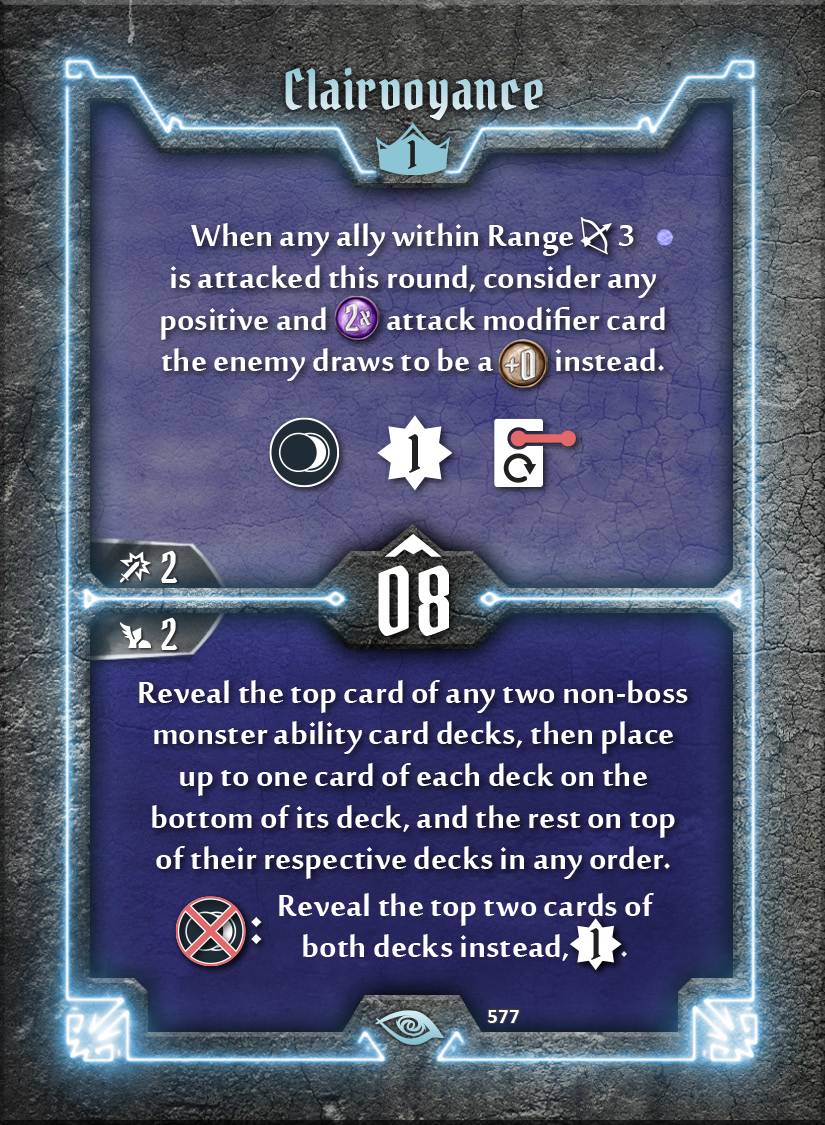 Clairvoyance
1
When any ally within Range 3
is attacked this round, consider any
positive and 2x attack modifier card
the enemy draws to be a +0 instead.
1
2
08
2
Reveal the top card of any two non-boss
monster ability card decks, then place
up to one card of each deck on the
bottom of its deck, and the rest on top
of their respective decks in any order.
: Reveal the top two cards of
both decks instead, 1.
577